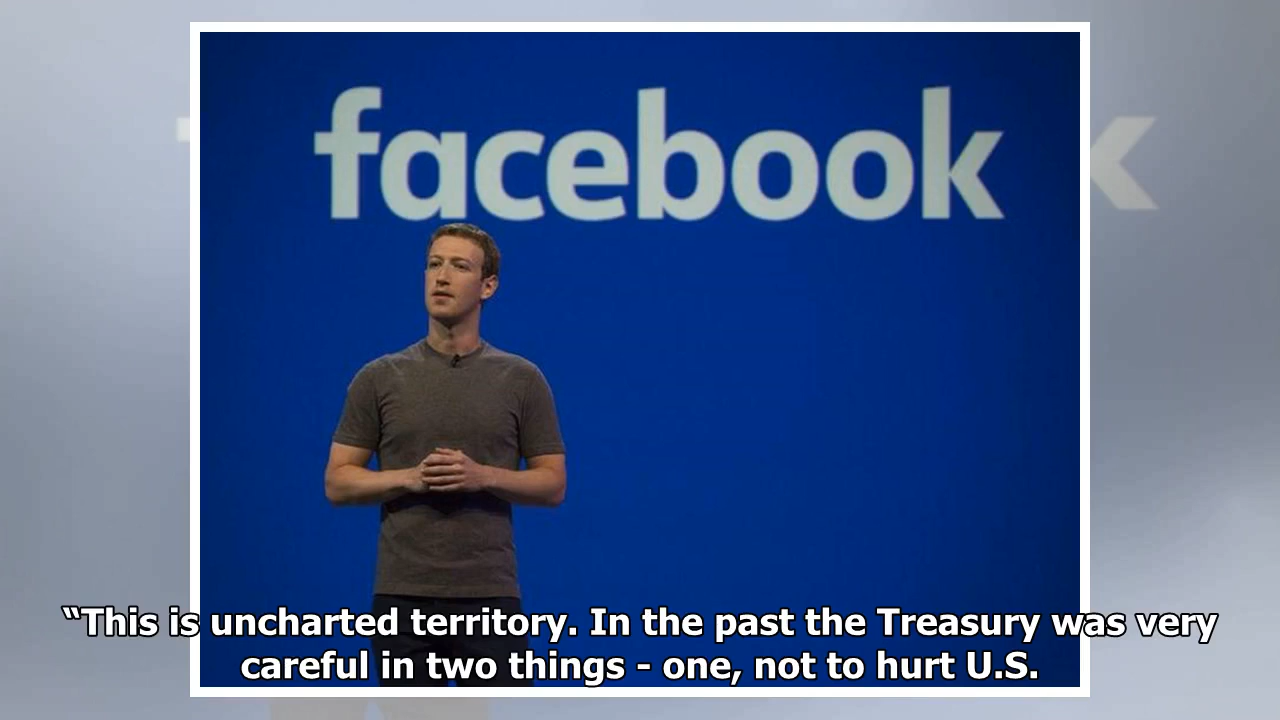 facebook
“This is uncharted territory. In the past the Treasury was very
careful in two things - one, not to hurt U.S.